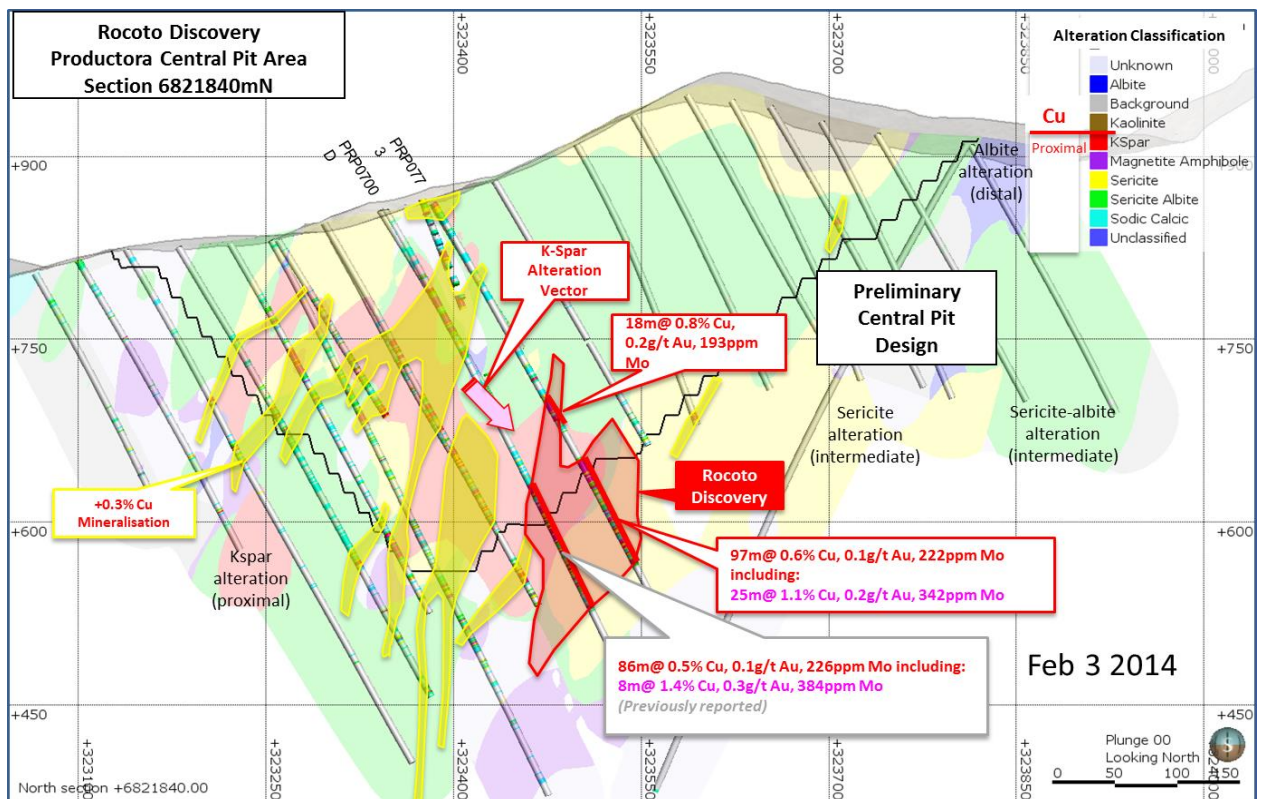 Rocoto Discovery
Productora Central Pit Area
Section 6821840mN
+323400
+323550
+323700
+323850
Alteration Classification
Unknown
Albite
Background
Kaolinite
KSpar
Magnetite Amphibole
Sericite
Sericite Albite
Sodic Calcic
Unclassified
Cu
Proximal
+900
+900
PRP0700
D
PRP077
3
Albite
alteration
(distal)
K-Spar
Alteration
Vector
18m@ 0.8% Cu,
0.2g/t Au, 193ppm
Mo
Preliminary
Central Pit
Design
+750
+750
Sericite
alteration
(intermediate)
Sericite-albite
alteration
(intermediate)
Rocoto
Discovery
+0.3% Cu
Mineralisation
+600
+600
Kspar
alteration
(proximal)
97m@ 0.6% Cu, 0.1g/t Au, 222ppm Mo
including:
25m@ 1.1% Cu, 0.2g/t Au, 342ppm Mo
86m@ 0.5% Cu, 0.1g/t Au, 226ppm Mo including:
8m@ 1.4% Cu, 0.3g/t Au, 384ppm Mo
(Previously reported)
Feb 3 2014
+450
+450
+323100
+323250
+323400
+323550
+323700
+323850
Plunge 00
Looking North
S
0 50 100 150
North section +6821840.00